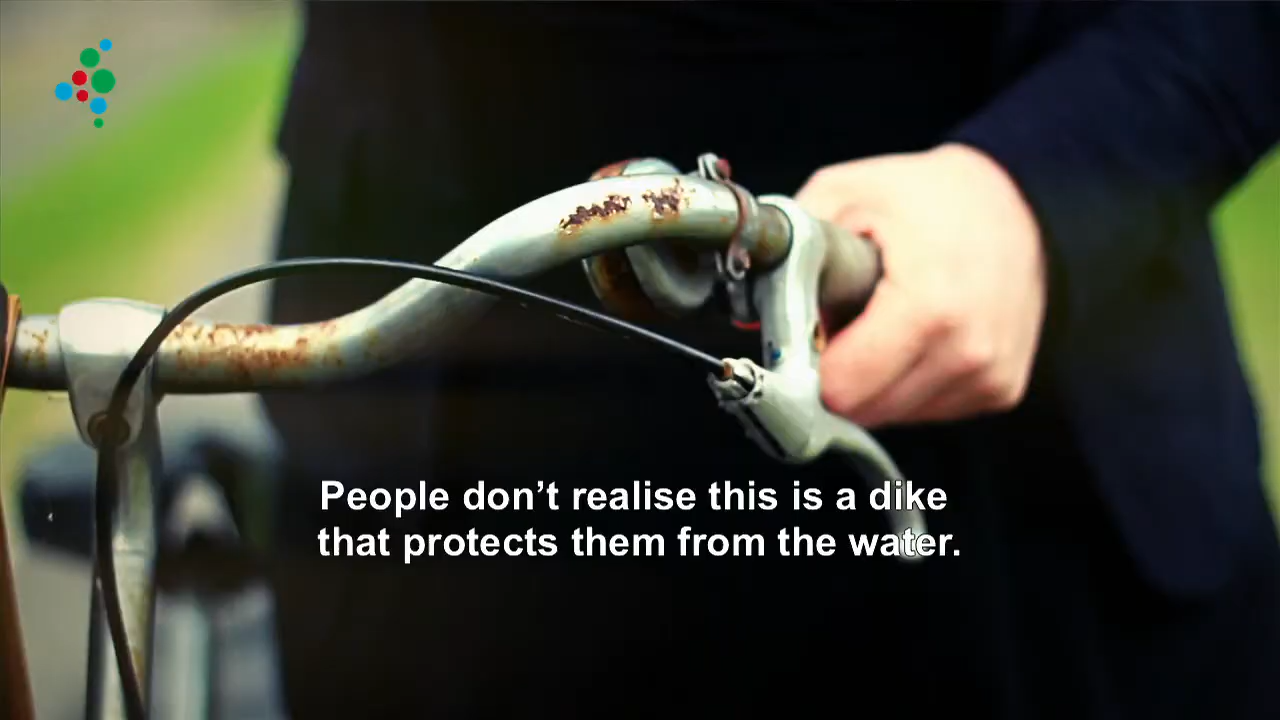 People don’t realise this is a dike
that protects them from the water.